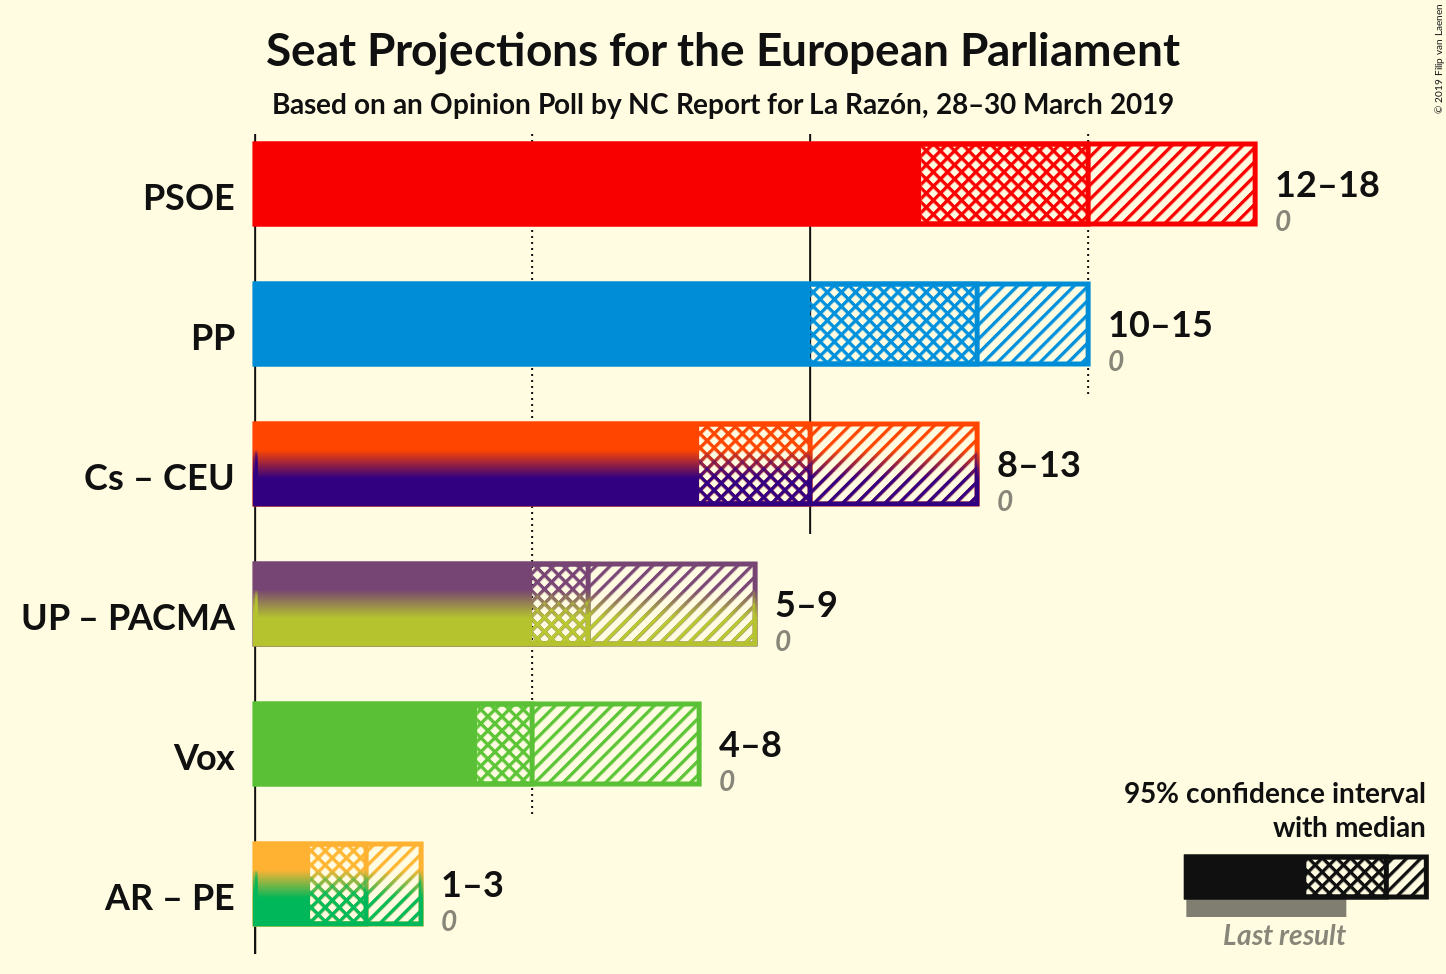 Seat Projections for the European Parliament
Based on an Opinion Poll by NC Report for La Razón, 28–30 March 2019
© 2019 Filip van Laenen
PSOE
12–18
0
PP
10–15
0
Cs – CEU
8–13
0
UP – PACMA
5–9
0
Vox
4–8
0
AR – PE
1–3
0
95% confidence interval
with median
Last result